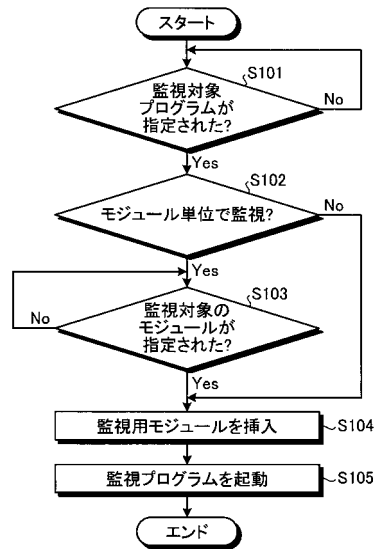 スタート
S101
監視対象
プログラムが
指定された?
No
Yes
S102
モジュール単位で監視?
No
Yes
S103
監視対象の
モジュールが
指定された?
No
Yes
監視用モジュールを挿入
S104
監視プログラムを起動
S105
エンド